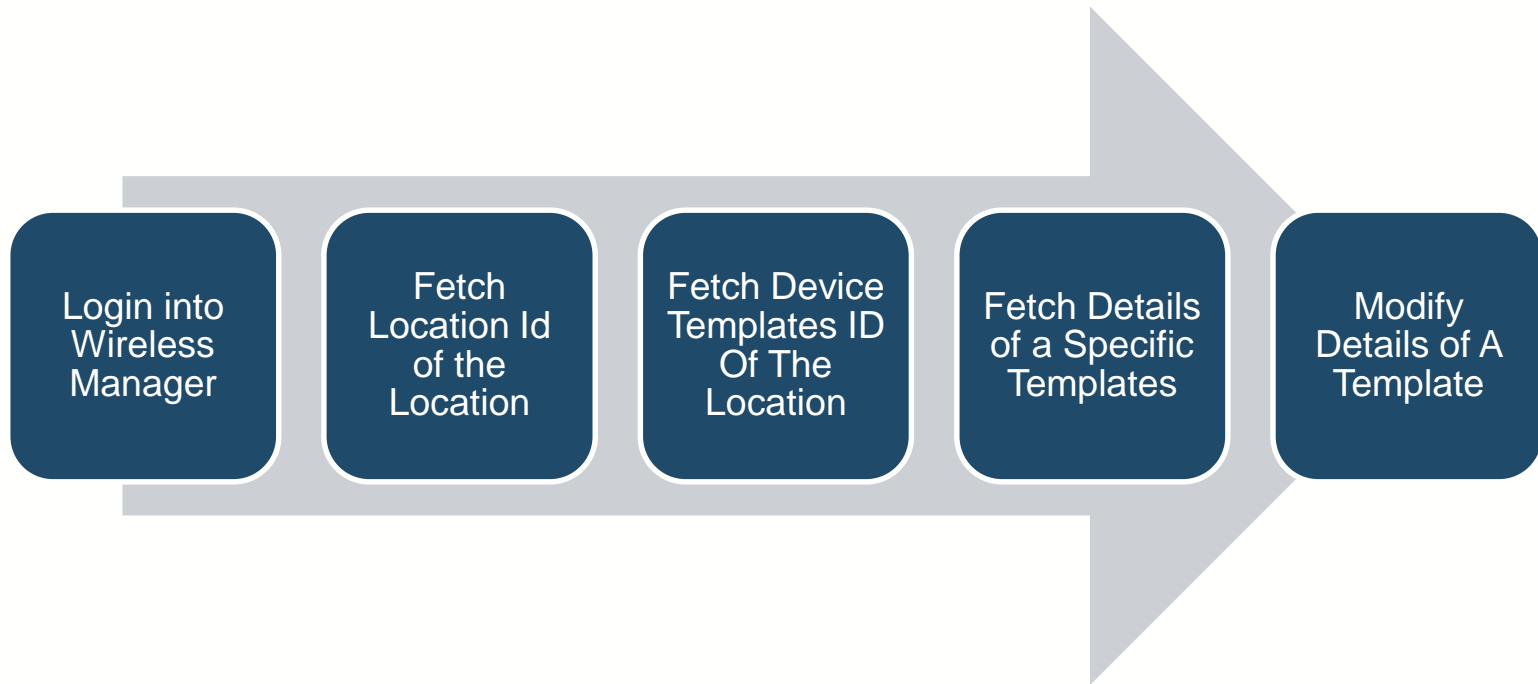 Login into
Wireless
Manager
Fetch
Location Id
of the
Location
Fetch Device
Templates ID
Of The
Location
Fetch Details
of a Specific
Templates
Modify
Details of A
Template